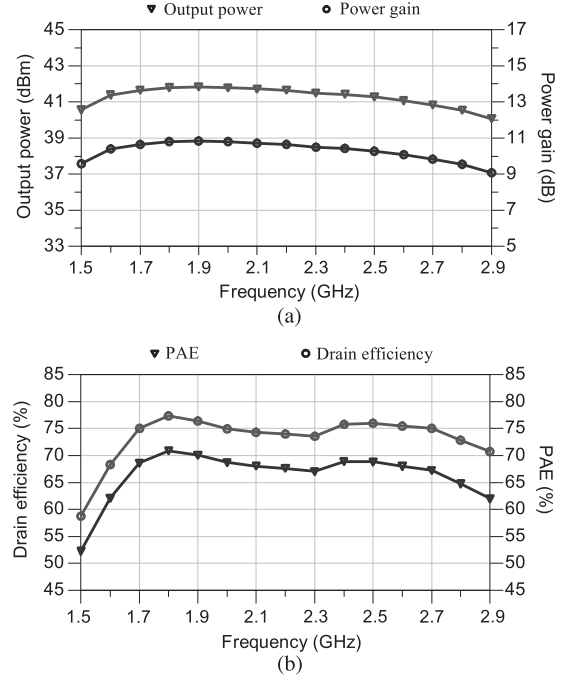 Output power Power gain
45 17
43 15
41 13
39 11
37 9
35 7
33 5
Output power (dBm)
Power gain (dB)
1.5 1.7 1.9 2.1 2.3 2.5 2.7 2.9
Frequency (GHz)
(a)
PAE Drain efficiency
85 85
80 80
75 75
70 70
65 65
60 60
55 55
50 50
45 45
Drain efficiency (%)
PAE (%)
1.5 1.7 1.9 2.1 2.3 2.5 2.7 2.9
Frequency (GHz)
(b)